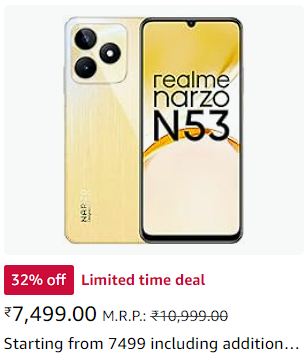 realme
narzo
N53
NARZO
32% off Limited time deal
₹7,499.00 M.R.P.: ₹10,999.00
Starting from 7499 including addition…